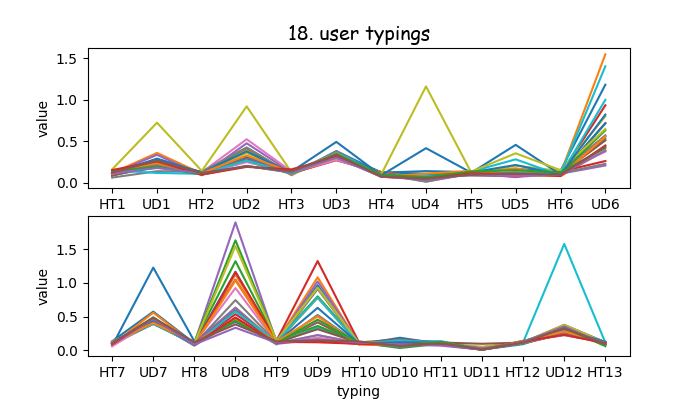 18. user typings
value
1.5
1.0
0.5
0.0
HT1 UD1 HT2 UD2 HT3 UD3 HT4 UD4 HT5 UD5 HT6 UD6
value
1.5
1.0
0.5
0.0
HT7 UD7 HT8 UD8 HT9 UD9 HT10 UD10 HT11 UD11 HT12 UD12 HT13
typing